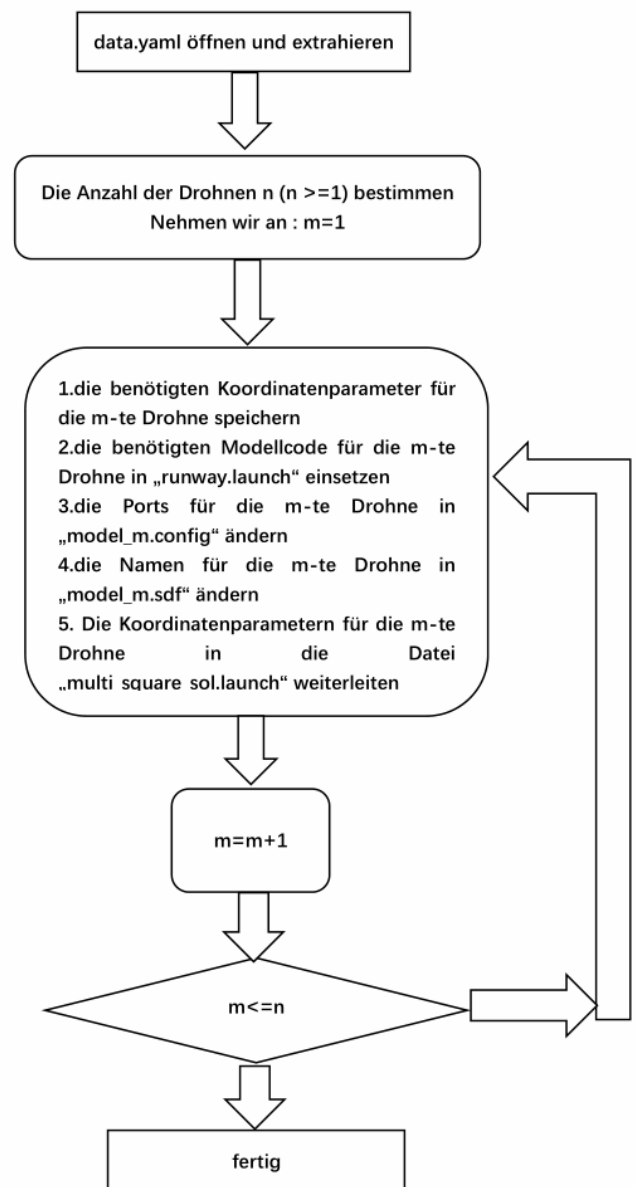 data.yaml öffnen und extrahieren
Die Anzahl der Drohnen n (n >=1) bestimmen
Nehmen wir an : m=1
1.die benötigten Koordinatenparameter für
die m-te Drohne speichern
2.die benötigten Modellcode für die m-te
Drohne in „runway.launch“ einsetzen
3.die Ports für die m-te Drohne in
„model_m.config“ ändern
4.die Namen für die m-te Drohne in
„model_m.sdf“ ändern
5. Die Koordinatenparametern für die m-te
Drohne in die Datei
„multi_square_sol.launch“ weiterleiten
m=m+1
m<=n
fertig